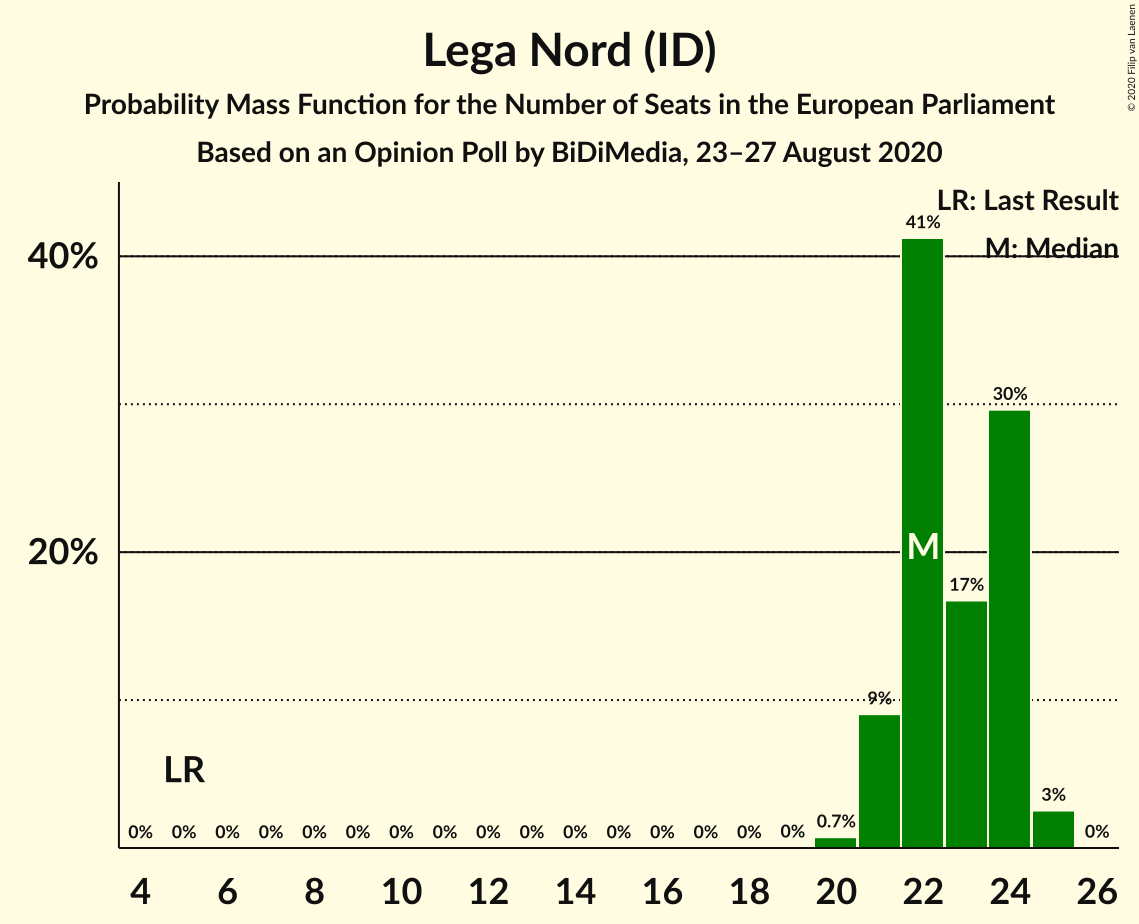 Lega Nord (ID)
Probability Mass Function for the Number of Seats in the European Parliament
Based on an Opinion Poll by BiDiMedia, 23–27 August 2020
© 2020 Filip van Laenen
LR: Last Result
M: Median
40%
20%
41%
30%
17%
9%
3%
0.7%
M
LR
0% 0% 0% 0% 0% 0% 0% 0% 0% 0% 0% 0% 0% 0% 0% 0% 0%
4 6 8 10 12 14 16 18 20 22 24 26